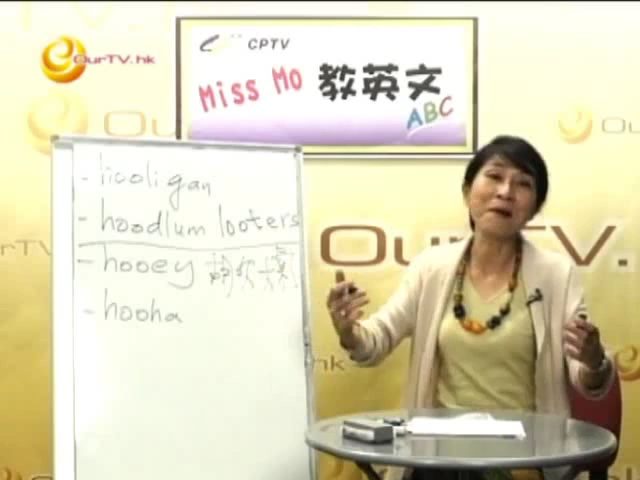 OurTV.hk
CPTV
Miss Mo 教英文
ABC
OurTV.
- hooligan
- hoodlum looters
- hooey
- hooha